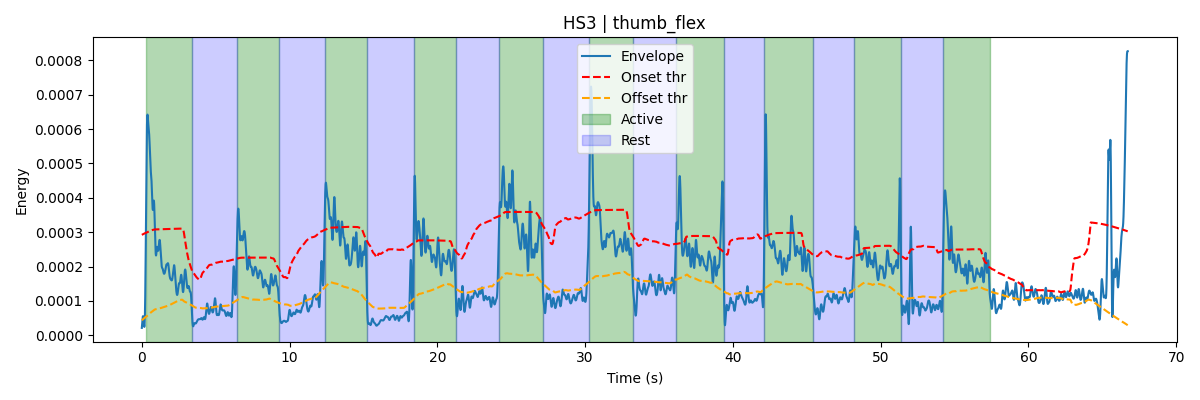 HS3 | thumb_flex
Envelope
Onset thr
Offset thr
Active
Rest
Energy
0.0008
0.0007
0.0006
0.0005
0.0004
0.0003
0.0002
0.0001
0.0000
0 10 20 30 40 50 60 70
Time (s)